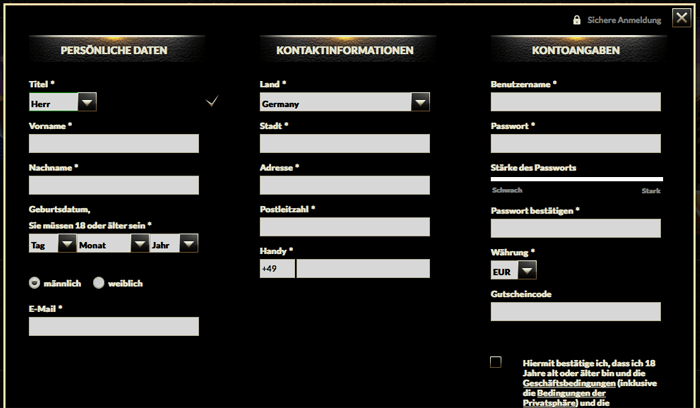 Sichere Anmeldung
PERSÖNLICHE DATEN
Titel *
Herr
Vorname *
Nachname *
Geburtsdatum,
Sie müssen 18 oder älter sein *
Tag Monat Jahr
männlich weiblich
E-Mail *
KONTAKTINFORMATIONEN
Land *
Germany
Stadt *
Adresse *
Postleitzahl *
Handy *
+49
KONTOANGABEN
Benutzername *
Passwort *
Stärke des Passworts
Schwach Stark
Passwort bestätigen *
Währung *
EUR
Gutscheincode
Hiermit bestätige ich, dass ich 18
Jahre alt oder älter bin und die
Geschäftsbedingungen (inklusive
die Bedingungen der
Privatsphäre) und die